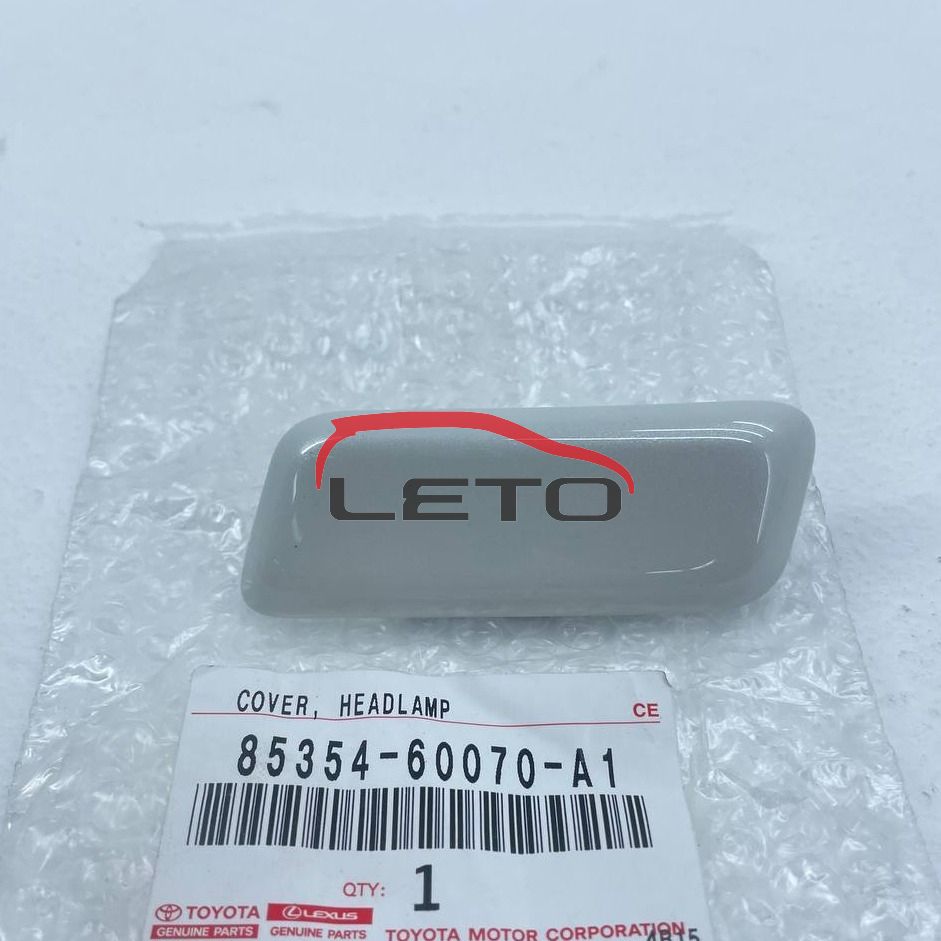 LETO
COVER, HEADLAMP CE
85354-60070-A1
QTY: 1
TOYOTA LEXUS
GENUINE PARTS GENUINE PARTS TOYOTA MOTOR CORPORATION